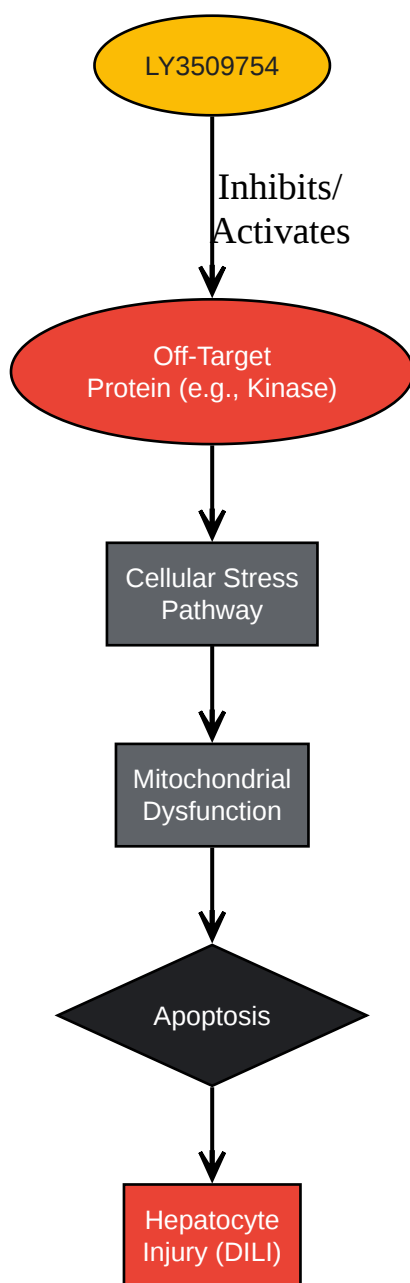 LY3509754
Inhibits/
Activates
Off-Target
Protein (e.g., Kinase)
Cellular Stress
Pathway
Mitochondrial
Dysfunction
Apoptosis
Hepatocyte
Injury (DILI)